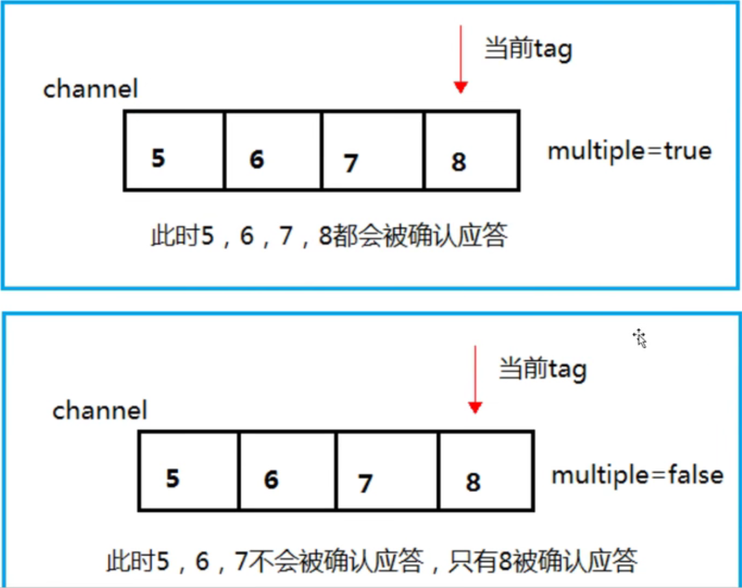 当前tag
channel
5 6 7 8 multiple=true
此时5，6，7，8都会被确认应答
当前tag
channel
5 6 7 8 multiple=false
此时5，6，7不会被确认应答，只有8被确认应答